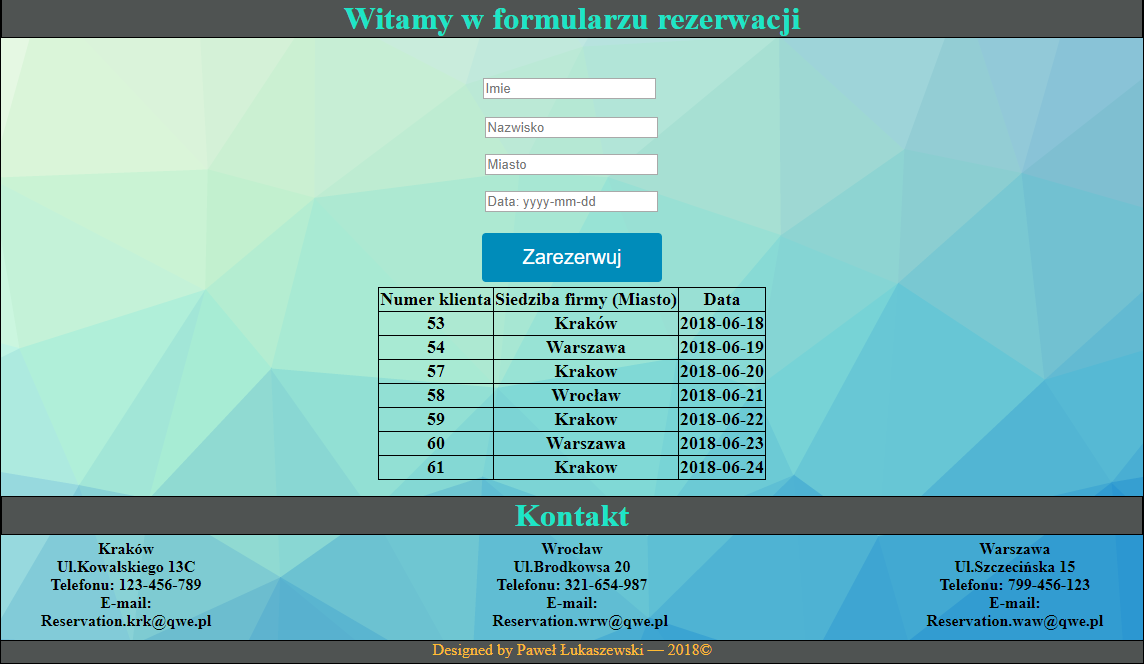 Witamy w formularzu rezerwacji
Imie
Nazwisko
Miasto
Data: yyyy-mm-dd
Zarezerwuj
Numer klienta Siedziba firmy (Miasto) Data
53 Kraków 2018-06-18
54 Warszawa 2018-06-19
57 Krakow 2018-06-20
58 Wrocław 2018-06-21
59 Krakow 2018-06-22
60 Warszawa 2018-06-23
61 Krakow 2018-06-24
Kontakt
Kraków
Ul.Kowalskiego 13C
Telefonu: 123-456-789
E-mail:
Reservation.krk@qwe.pl
Wrocław
Ul.Brodkowsa 20
Telefonu: 321-654-987
E-mail:
Reservation.wrw@qwe.pl
Warszawa
Ul.Szczecińska 15
Telefonu: 799-456-123
E-mail:
Reservation.waw@qwe.pl
Designed by Paweł Łukaszewski — 2018©